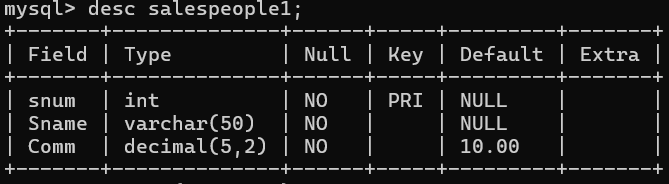 mysql> desc salespeople1;
+-------+--------------+------+-----+---------+-------+
| Field | Type         | Null | Key | Default | Extra |
+-------+--------------+------+-----+---------+-------+
| snum  | int          | NO   | PRI | NULL    |       |
| Sname | varchar(50)  | NO   |     | NULL    |       |
| Comm  | decimal(5,2) | NO   |     | 10.00   |       |
+-------+--------------+------+-----+---------+-------+